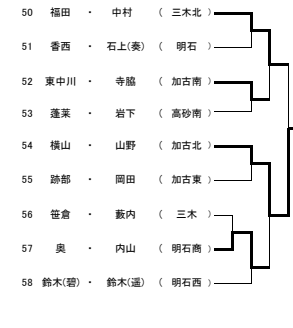 50 福田 ・ 中村 ( 三木北 )
51 香西 ・ 石上(奏) ( 明石 )
52 東中川 ・ 寺脇 ( 加古南 )
53 蓬莱 ・ 岩下 ( 高砂南 )
54 横山 ・ 山野 ( 加古北 )
55 跡部 ・ 岡田 ( 加古東 )
56 笹倉 ・ 藪内 ( 三木 )
57 奥 ・ 内山 ( 明石商 )
58 鈴木(碧) ・ 鈴木(遥) ( 明石西 )